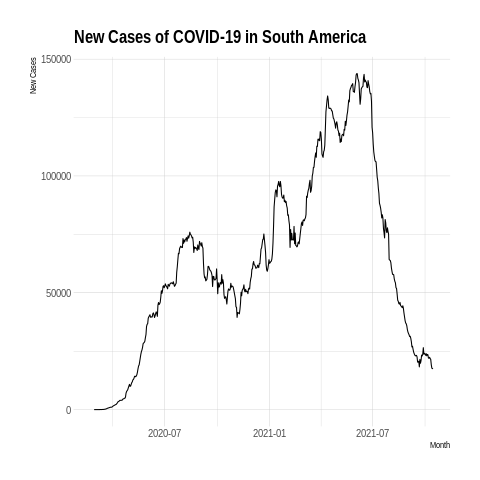 New Cases of COVID-19 in South America
New Cases
150000
100000
50000
0
2020-07
2021-01
2021-07
Month